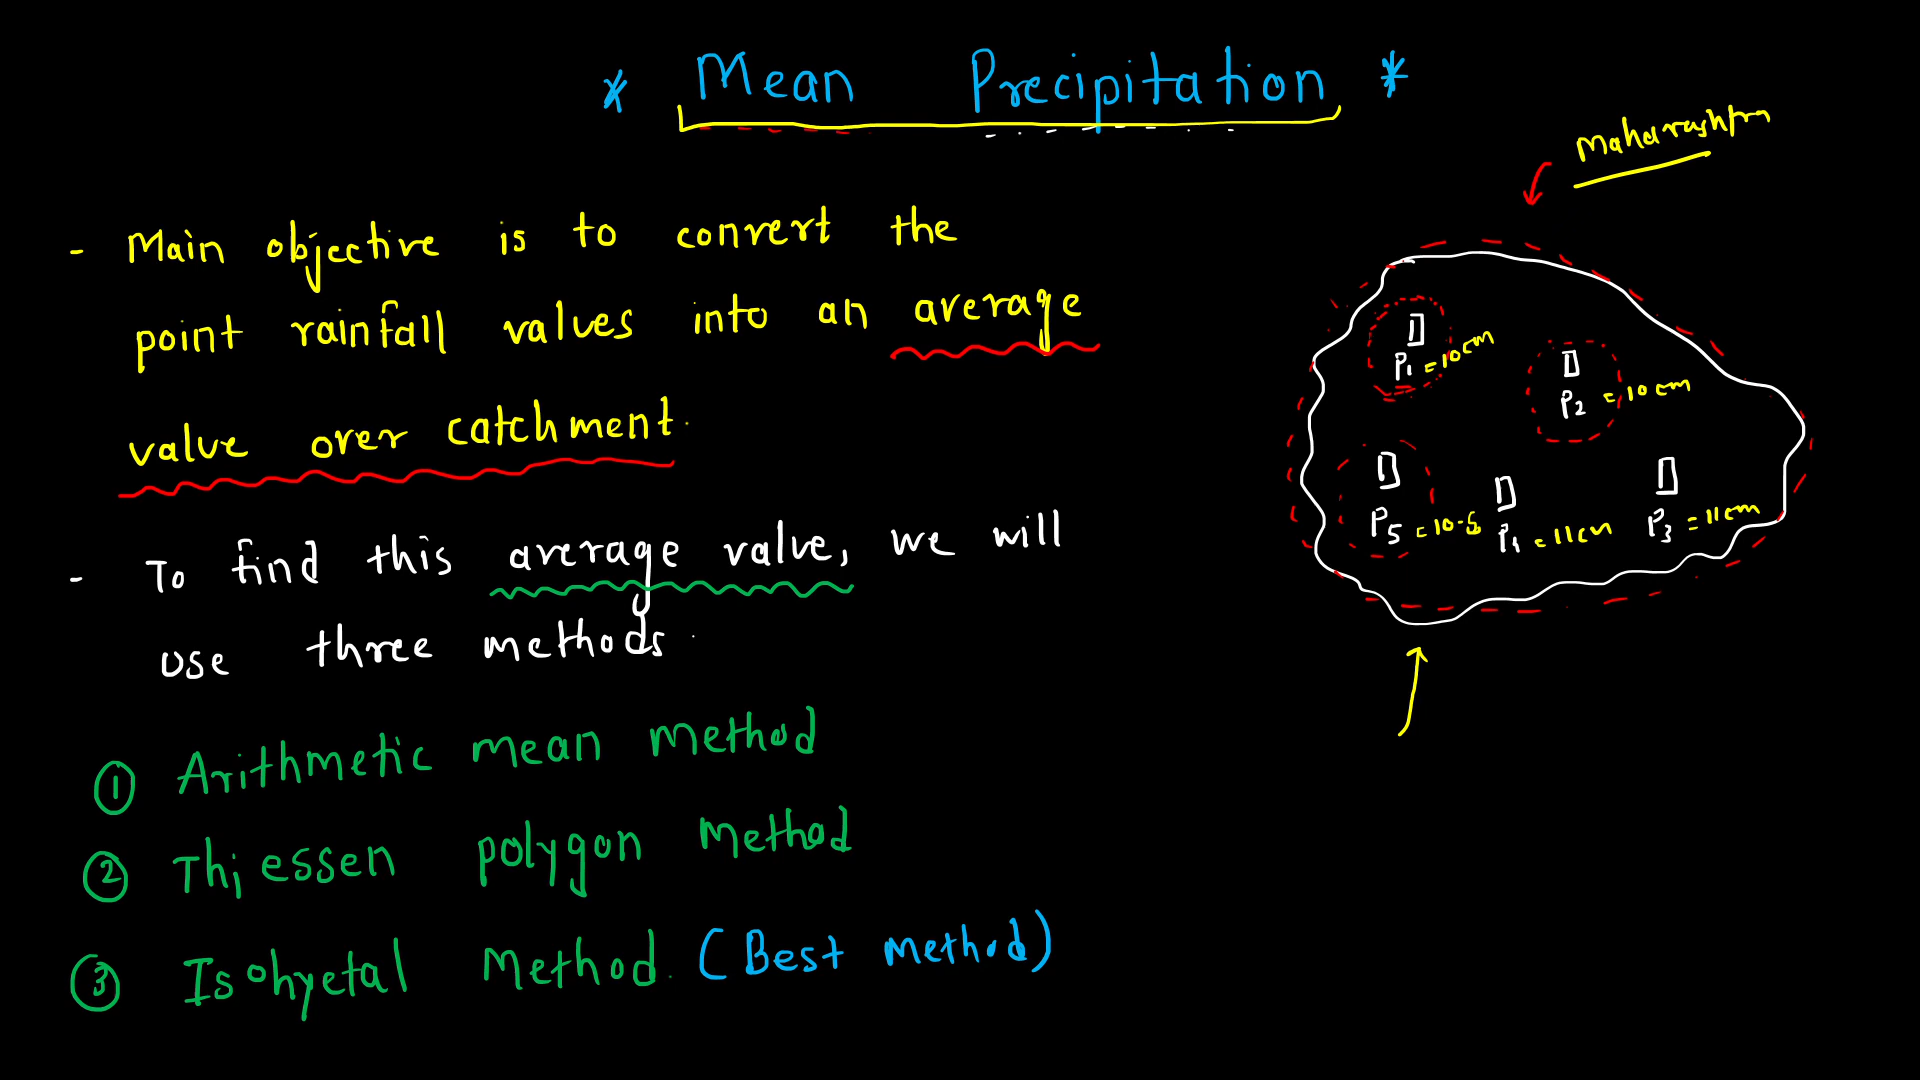 * Mean Precipitation *
Maharashtra
- Main objective is to convert the
point rainfall values into an average
value over catchment.
- To find this average value, we will
use three methods.
① Arithmetic mean method
② Thiessen polygon Method
③ Isohyetal Method. (Best Method)
P1 = 10cm
P2 = 10cm
P5 = 10.5
P4 = 11cm
P3 = 11cm